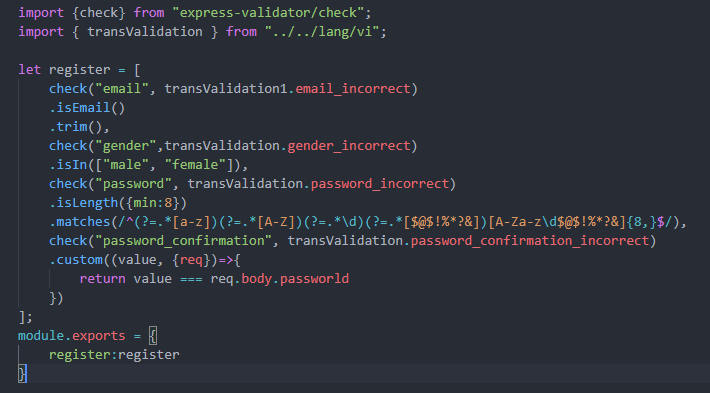 import {check} from "express-validator/check";
import { transValidation } from "../../lang/vi";
let register = [
    check("email", transValidation1.email_incorrect)
    .isEmail()
    .trim(),
    check("gender",transValidation.gender_incorrect)
    .isIn(["male", "female"]),
    check("password", transValidation.password_incorrect)
    .isLength({min:8})
    .matches(/^(?=.*[a-z])(?=.*[A-Z])(?=.*\d)(?=.*[$@$!%*?&])[A-Za-z\d$@$!%*?&]{8,}$/),
    check("password_confirmation", transValidation.password_confirmation_incorrect)
    .custom((value, {req})=>{
        return value === req.body.passworld
    })
];
module.exports = {
    register:register
}